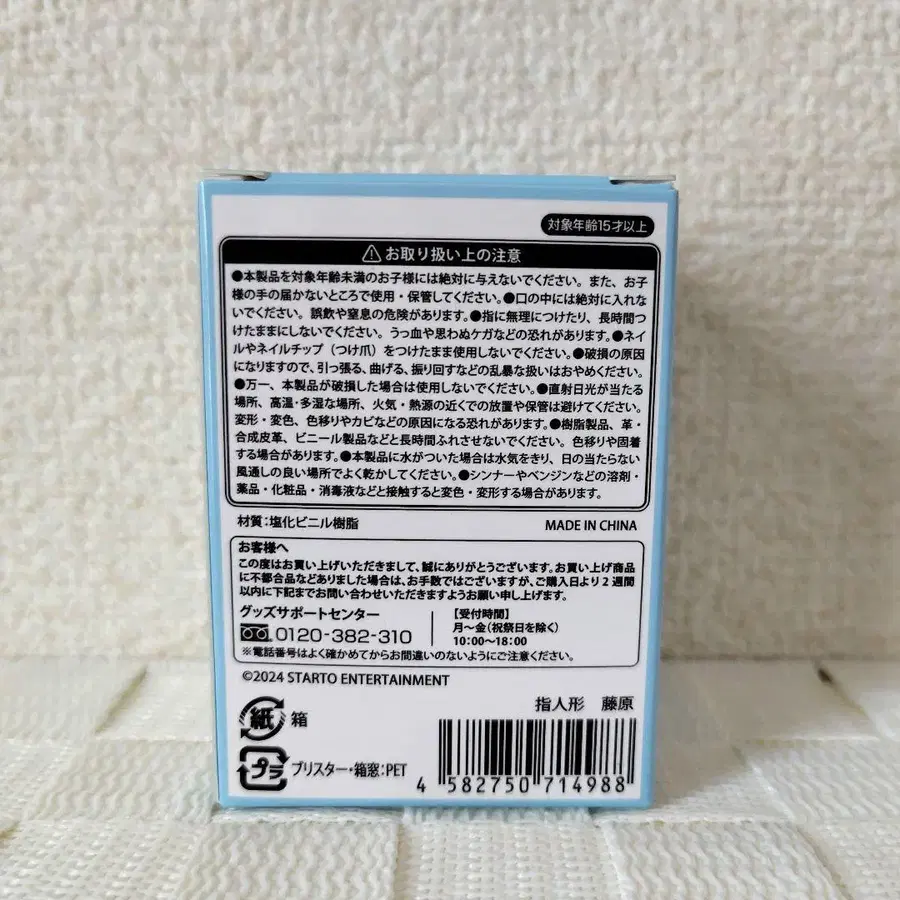 対象年齢15才以上
⚠お取り扱い上の注意
●本製品を対象年齢未満のお子様には絶対に与えないでください。また、お子
様の手の届かないところで使用・保管してください。●口の中には絶対に入れな
いでください。誤飲や窒息の危険があります。●指に無理につけたり、長時間つ
けたままにしないでください。うっ血や思わぬケガなどの恐れがあります。●ネイ
ルやネイルチップ（つけ爪）をつけたまま使用しないでください。●破損の原因
になりますので、引っ張る、曲げる、振り回すなどの乱暴な扱いはおやめください。
●万一、本製品が破損した場合は使用しないでください。●直射日光が当たる
場所、高温・多湿な場所、火気・熱源の近くでの放置や保管は避けてください。
変形・変色、色移りやカビなどの原因になる恐れがあります。●樹脂製品、革・
合成皮革、ビニール製品などと長時間ふれさせないでください。色移りや固着
する場合があります。●本製品に水がついた場合は水気をきり、日の当たらない
風通しの良い場所でよく乾かしてください。●シンナーやベンジンなどの溶剤・
薬品・化粧品・消毒液などと接触すると変色・変形する場合があります。
材質：塩化ビニル樹脂 MADE IN CHINA
お客様へ
この度はお買い上げいただきまして、誠にありがとうございます。お買い上げ商品
に不都合品などありました場合は、お手数ではございますが、ご購入日より2週間
以内に下記までお問い合わせいただきますようお願い申し上げます。
グッズサポートセンター
0120-382-310
【受付時間】
月～金（祝祭日を除く）
10:00～18:00
※電話番号はよく確かめてからお間違いのないようにご注意ください。
©2024 STARTO ENTERTAINMENT
指人形 藤原
紙 箱
プラ ブリスター・箱窓：PET
4 582750 714988